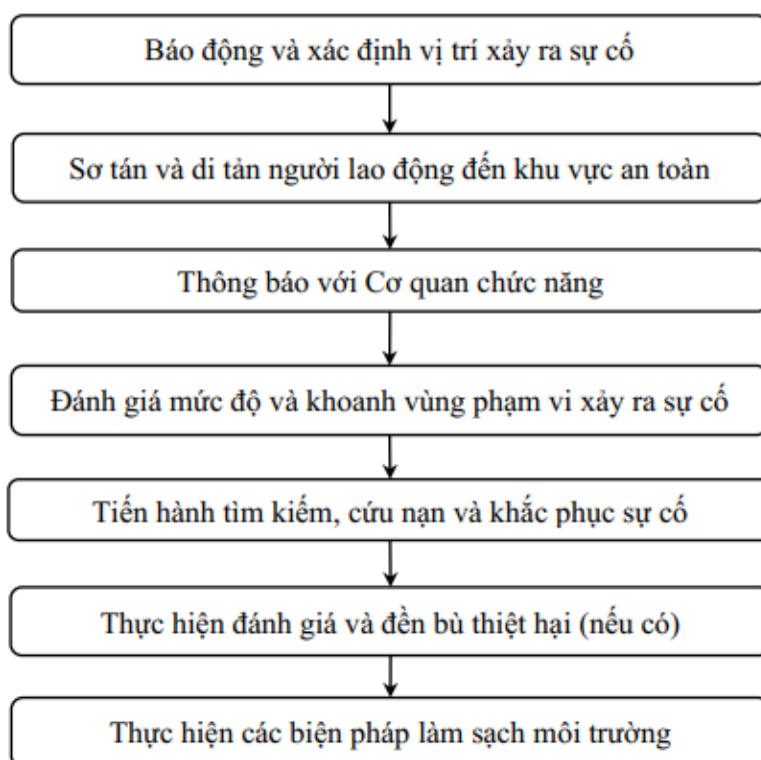 Báo động và xác định vị trí xảy ra sự cố
Sơ tán và di tản người lao động đến khu vực an toàn
Thông báo với Cơ quan chức năng
Đánh giá mức độ và khoanh vùng phạm vi xảy ra sự cố
Tiến hành tìm kiếm, cứu nạn và khắc phục sự cố
Thực hiện đánh giá và đền bù thiệt hại (nếu có)
Thực hiện các biện pháp làm sạch môi trường